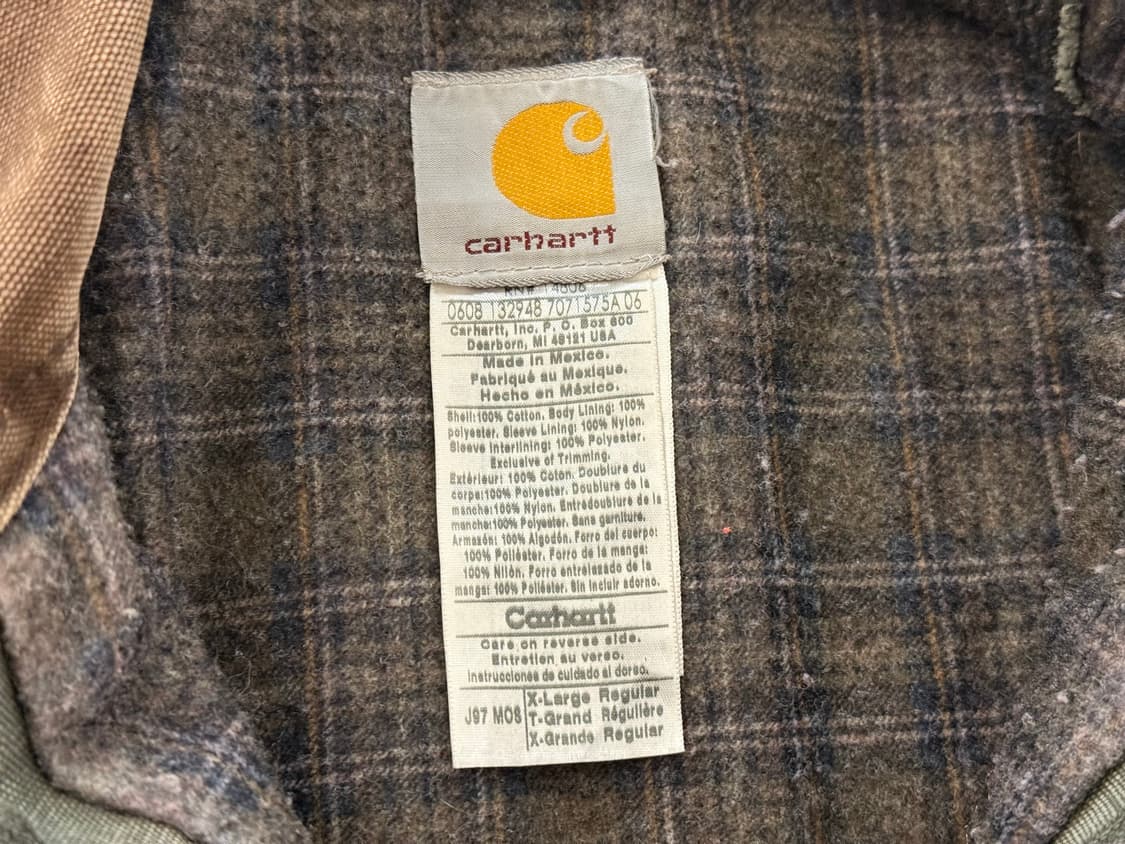 carhartt
RN# 14806
0608 132948 7071575A 06
Carhartt, Inc. P. O. Box 600
Dearborn, MI 48121 USA
Made in Mexico.
Fabriqué au Mexique.
Hecho en México.
Shell:100% Cotton. Body Lining: 100%
polyester. Sleeve Lining: 100% Nylon.
Sleeve Interlining: 100% Polyester.
Exclusive of Trimming.
Extérieur: 100% Coton. Doublure du
corps:100% Polyester. Doublure de la
manche:100% Nylon. Entredoublure de la
manche:100% Polyester. Sans garniture.
Armazón: 100% Algodón. Forro del cuerpo:
100% Poliéster. Forro de la manga:
100% Nilón. Forro entrelazado de la
manga: 100% Poliéster. Sin incluir adorno.
Carhartt
Care on reverse side.
Entretien au verso.
Instrucciones de cuidado al dorso.
J97 MOS
X-Large Regular
T-Grand Régulière
X-Grande Regular